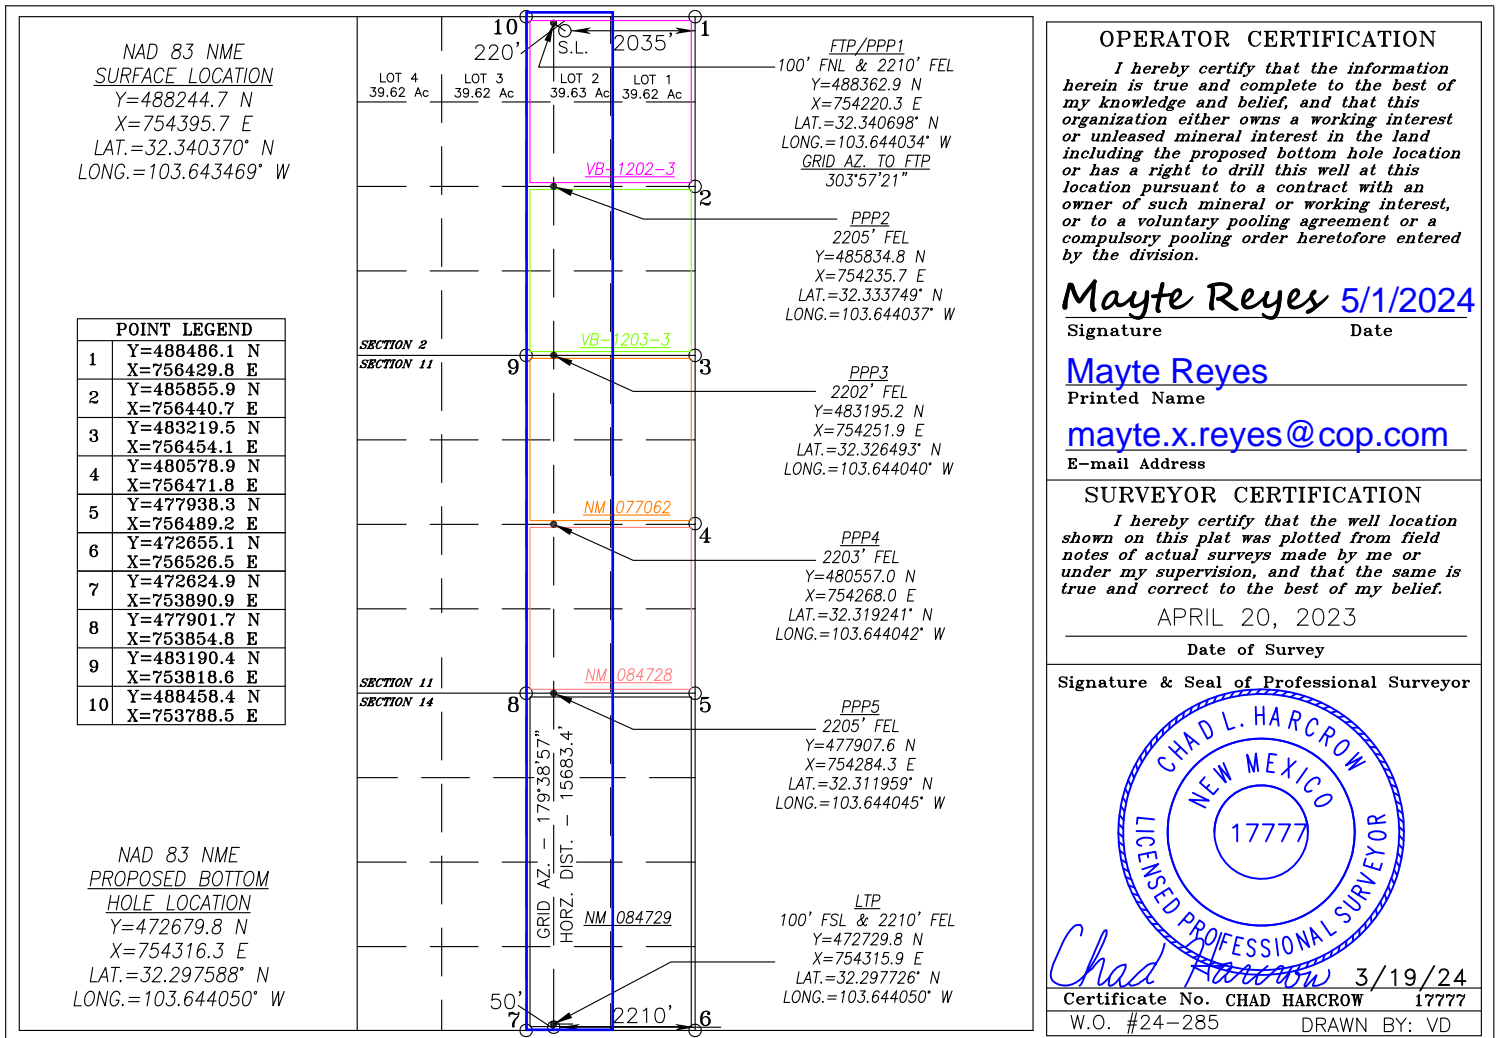 NAD 83 NME
SURFACE LOCATION
Y=488244.7 N
X=754395.7 E
LAT.=32.340370° N
LONG.=103.643469° W
POINT LEGEND
1 Y=488486.1 N
X=756429.8 E
2 Y=485855.9 N
X=756440.7 E
3 Y=483219.5 N
X=756454.1 E
4 Y=480578.9 N
X=756471.8 E
5 Y=477938.3 N
X=756489.2 E
6 Y=472655.1 N
X=756526.5 E
7 Y=472624.9 N
X=753890.9 E
8 Y=477901.7 N
X=753854.8 E
9 Y=483190.4 N
X=753818.6 E
10 Y=488458.4 N
X=753788.5 E
NAD 83 NME
PROPOSED BOTTOM
HOLE LOCATION
Y=472679.8 N
X=754316.3 E
LAT.=32.297588° N
LONG.=103.644050° W
10
1
220'
S.L.
2035'
LOT 4
39.62 Ac
LOT 3
39.62 Ac
LOT 2
39.63 Ac
LOT 1
39.62 Ac
VB-1202-3
2
VB-1203-3
SECTION 2
SECTION 11
9
3
NM 077062
4
NM 084728
SECTION 11
SECTION 14
8
5
GRID AZ. - 179°38'57"
HORZ. DIST. - 15683.4'
NM 084729
50'
7
2210'
6
FTP/PPP1
100' FNL & 2210' FEL
Y=488362.9 N
X=754220.3 E
LAT.=32.340698° N
LONG.=103.644034° W
GRID AZ. TO FTP
303°57'21"
PPP2
2205' FEL
Y=485834.8 N
X=754235.7 E
LAT.=32.333749° N
LONG.=103.644037° W
PPP3
2202' FEL
Y=483195.2 N
X=754251.9 E
LAT.=32.326493° N
LONG.=103.644040° W
PPP4
2203' FEL
Y=480557.0 N
X=754268.0 E
LAT.=32.319241° N
LONG.=103.644042° W
PPP5
2205' FEL
Y=477907.6 N
X=754284.3 E
LAT.=32.311959° N
LONG.=103.644045° W
LTP
100' FSL & 2210' FEL
Y=472729.8 N
X=754315.9 E
LAT.=32.297726° N
LONG.=103.644050° W
OPERATOR CERTIFICATION
I hereby certify that the information
herein is true and complete to the best of
my knowledge and belief, and that this
organization either owns a working interest
or unleased mineral interest in the land
including the proposed bottom hole location
or has a right to drill this well at this
location pursuant to a contract with an
owner of such mineral or working interest,
or to a voluntary pooling agreement or a
compulsory pooling order heretofore entered
by the division.
Mayte Reyes 5/1/2024
Signature Date
Mayte Reyes
Printed Name
mayte.x.reyes@cop.com
E-mail Address
SURVEYOR CERTIFICATION
I hereby certify that the well location
shown on this plat was plotted from field
notes of actual surveys made by me or
under my supervision, and that the same is
true and correct to the best of my belief.
APRIL 20, 2023
Date of Survey
Signature & Seal of Professional Surveyor
CHAD L. HARCROW
NEW MEXICO
17777
LICENSED PROFESSIONAL SURVEYOR
Chad Harcrow 3/19/24
Certificate No. CHAD HARCROW 17777
W.O. #24-285 DRAWN BY: VD